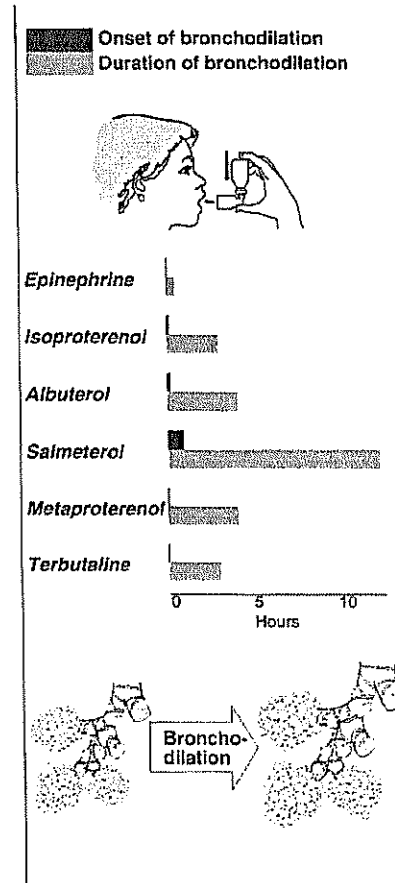 Onset of bronchodilation
Duration of bronchodilation
Epinephrine
Isoproterenol
Albuterol
Salmeterol
Metaproterenol
Terbutaline
0 5 10
Hours
Broncho-
dilation